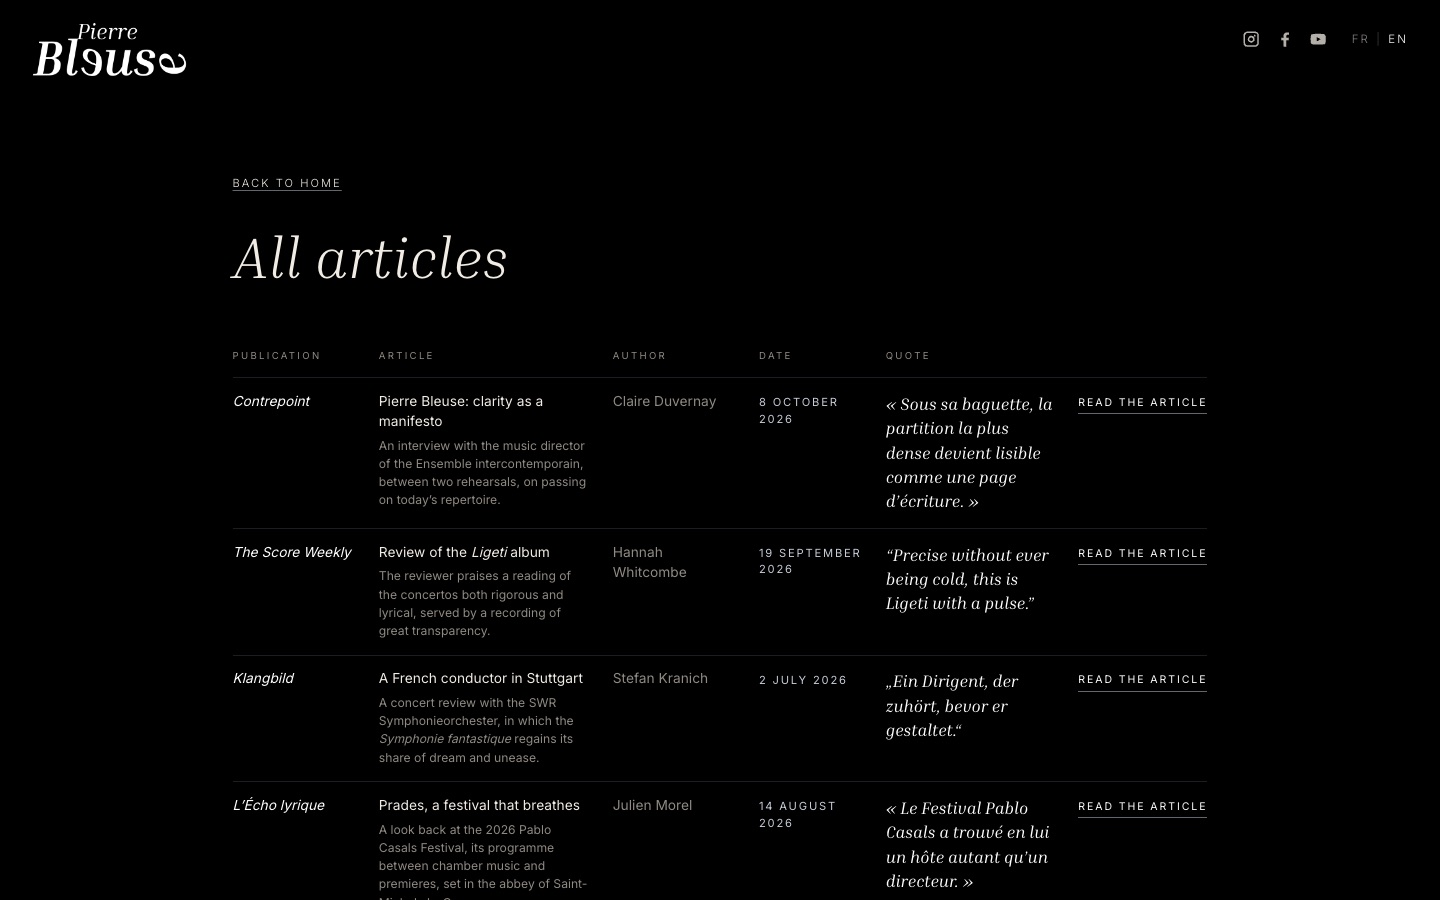 Pierre
Bleuse
FR | EN
BACK TO HOME
All articles
PUBLICATION ARTICLE AUTHOR DATE QUOTE
Contrepoint
Pierre Bleuse: clarity as a
manifesto
An interview with the music director
of the Ensemble intercontemporain,
between two rehearsals, on passing
on today’s repertoire.
Claire Duvernay
8 OCTOBER
2026
« Sous sa baguette, la
partition la plus
dense devient lisible
comme une page
d’écriture. »
READ THE ARTICLE
The Score Weekly
Review of the Ligeti album
The reviewer praises a reading of
the concertos both rigorous and
lyrical, served by a recording of
great transparency.
Hannah
Whitcombe
19 SEPTEMBER
2026
“Precise without ever
being cold, this is
Ligeti with a pulse.”
READ THE ARTICLE
Klangbild
A French conductor in Stuttgart
A concert review with the SWR
Symphonieorchester, in which the
Symphonie fantastique regains its
share of dream and unease.
Stefan Kranich
2 JULY 2026
„Ein Dirigent, der
zuhört, bevor er
gestaltet.“
READ THE ARTICLE
L’Écho lyrique
Prades, a festival that breathes
A look back at the 2026 Pablo
Casals Festival, its programme
between chamber music and
premieres, set in the abbey of Saint-
Julien Morel
14 AUGUST
2026
« Le Festival Pablo
Casals a trouvé en lui
un hôte autant qu’un
directeur. »
READ THE ARTICLE